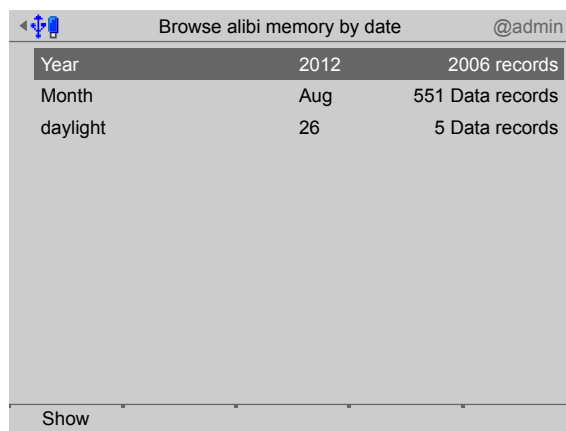 Browse alibi memory by date @admin
Year 2012 2006 records
Month Aug 551 Data records
daylight 26 5 Data records
Show